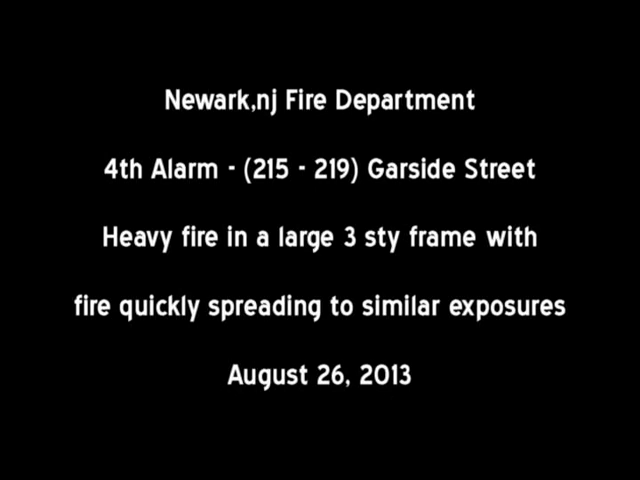 Newark,nj Fire Department
4th Alarm - (215 - 219) Garside Street
Heavy fire in a large 3 sty frame with
fire quickly spreading to similar exposures
August 26, 2013